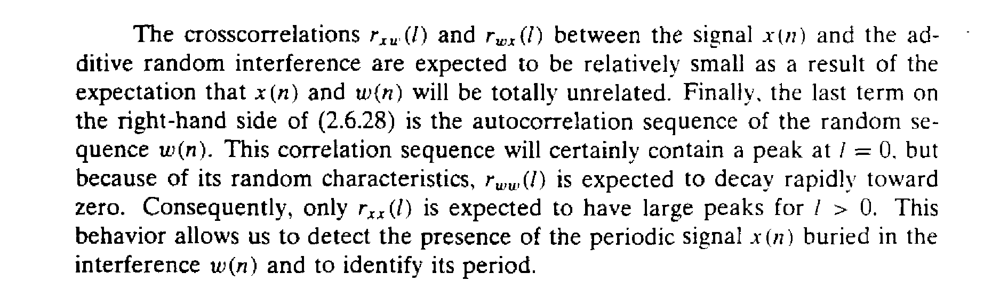 The crosscorrelations r_{xw}(l) and r_{wx}(l) between the signal x(n) and the ad-
ditive random interference are expected to be relatively small as a result of the
expectation that x(n) and w(n) will be totally unrelated. Finally, the last term on
the right-hand side of (2.6.28) is the autocorrelation sequence of the random se-
quence w(n). This correlation sequence will certainly contain a peak at l = 0, but
because of its random characteristics, r_{ww}(l) is expected to decay rapidly toward
zero. Consequently, only r_{xx}(l) is expected to have large peaks for l > 0. This
behavior allows us to detect the presence of the periodic signal x(n) buried in the
interference w(n) and to identify its period.